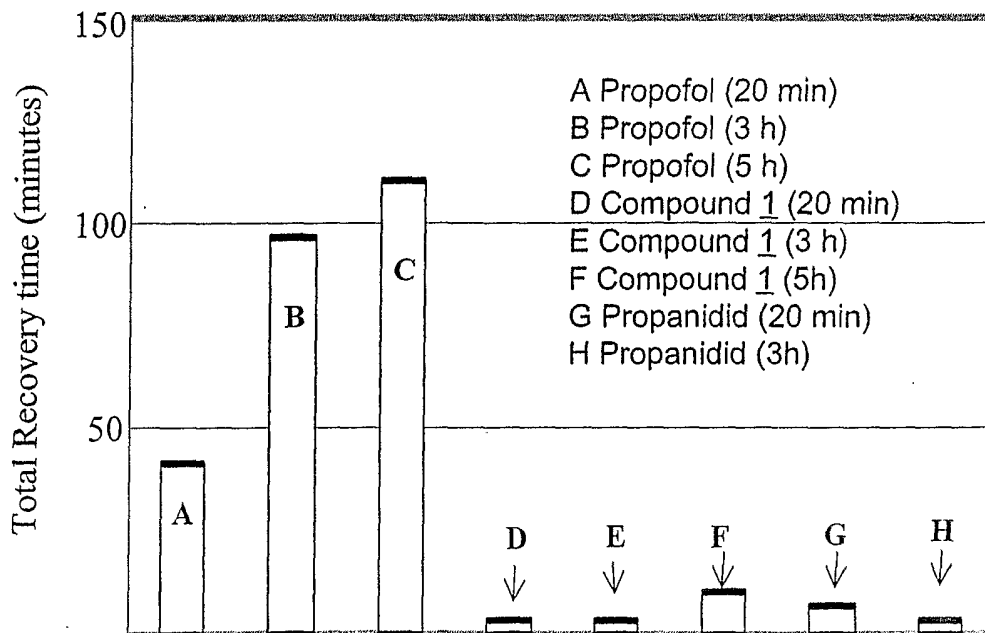 150
100
50
Total Recovery time (minutes)
A Propofol (20 min)
B Propofol (3 h)
C Propofol (5 h)
D Compound 1 (20 min)
E Compound 1 (3 h)
F Compound 1 (5h)
G Propanidid (20 min)
H Propanidid (3h)
A
B
C
D
E
F
G
H